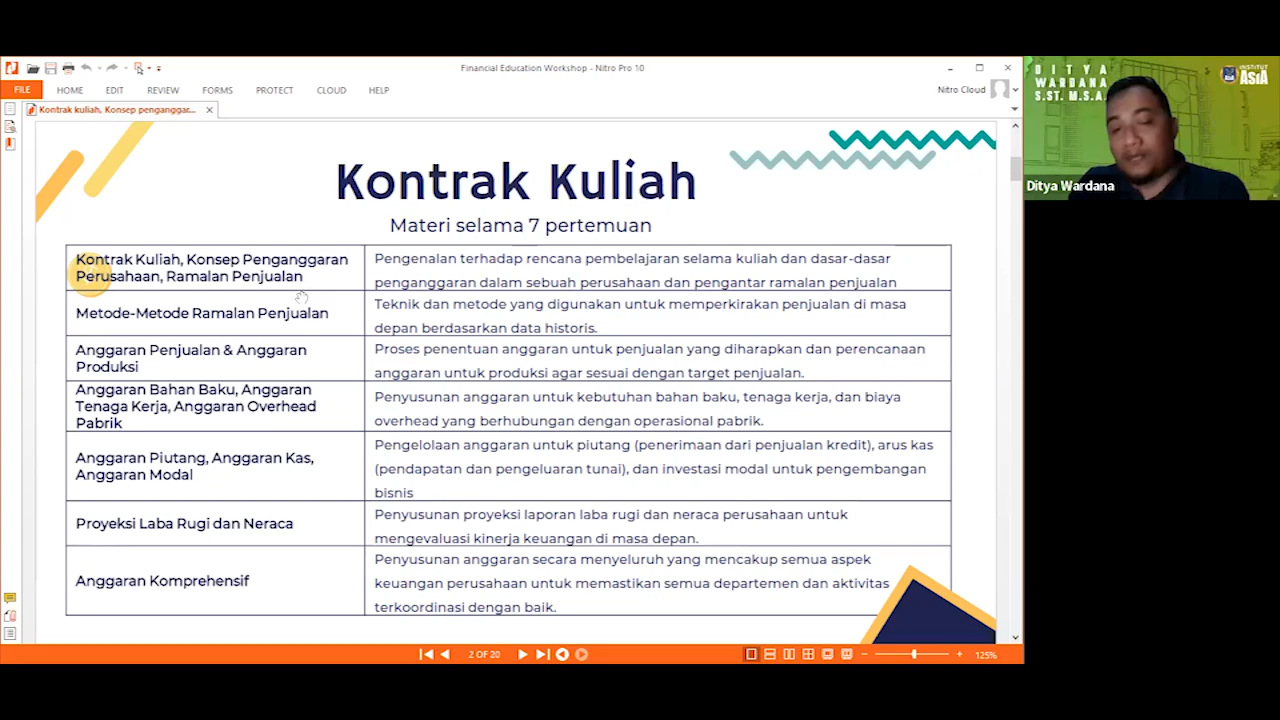 Financial Education Workshop - Nitro Pro 10
FILE HOME EDIT REVIEW FORMS PROTECT CLOUD HELP
Nitro Cloud
Kontrak kuliah, Konsep penganggar...
Kontrak Kuliah
Materi selama 7 pertemuan
Kontrak Kuliah, Konsep Penganggaran
Perusahaan, Ramalan Penjualan
Pengenalan terhadap rencana pembelajaran selama kuliah dan dasar-dasar
penganggaran dalam sebuah perusahaan dan pengantar ramalan penjualan
Metode-Metode Ramalan Penjualan
Teknik dan metode yang digunakan untuk memperkirakan penjualan di masa
depan berdasarkan data historis.
Anggaran Penjualan & Anggaran
Produksi
Proses penentuan anggaran untuk penjualan yang diharapkan dan perencanaan
anggaran untuk produksi agar sesuai dengan target penjualan.
Anggaran Bahan Baku, Anggaran
Tenaga Kerja, Anggaran Overhead
Pabrik
Penyusunan anggaran untuk kebutuhan bahan baku, tenaga kerja, dan biaya
overhead yang berhubungan dengan operasional pabrik.
Anggaran Piutang, Anggaran Kas,
Anggaran Modal
Pengelolaan anggaran untuk piutang (penerimaan dari penjualan kredit), arus kas
(pendapatan dan pengeluaran tunai), dan investasi modal untuk pengembangan
bisnis
Proyeksi Laba Rugi dan Neraca
Penyusunan proyeksi laporan laba rugi dan neraca perusahaan untuk
mengevaluasi kinerja keuangan di masa depan.
Anggaran Komprehensif
Penyusunan anggaran secara menyeluruh yang mencakup semua aspek
keuangan perusahaan untuk memastikan semua departemen dan aktivitas
terkoordinasi dengan baik.
2 OF 20
125%
DITYA
WARDANA
S.ST. M.S.A.
INSTITUT
ASIA
Ditya Wardana